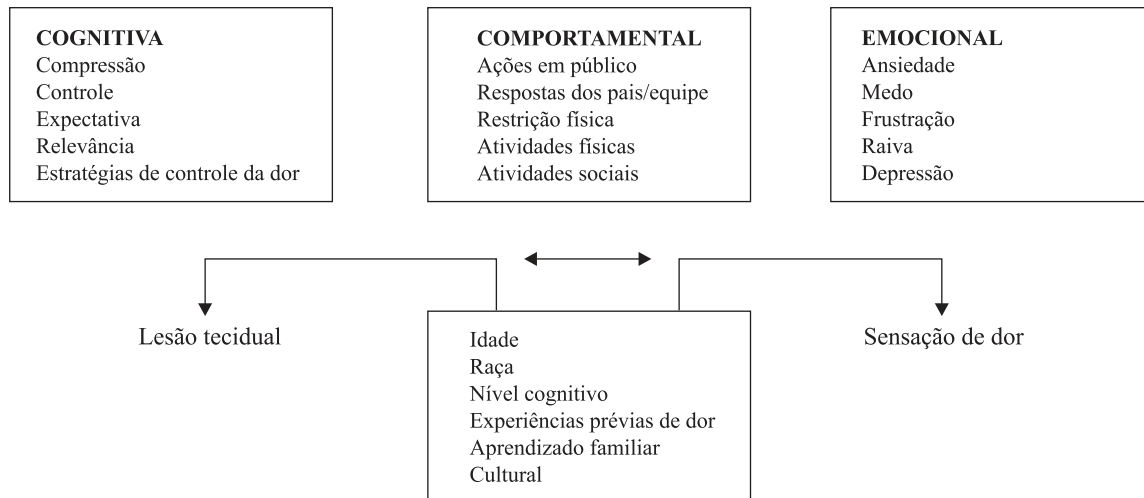 COGNITIVA
Compressão
Controle
Expectativa
Relevância
Estratégias de controle da dor
COMPORTAMENTAL
Ações em público
Respostas dos pais/equipe
Restrição física
Atividades físicas
Atividades sociais
EMOCIONAL
Ansiedade
Medo
Frustração
Raiva
Depressão
Lesão tecidual
Idade
Raça
Nível cognitivo
Experiências prévias de dor
Aprendizado familiar
Cultural
Sensação de dor